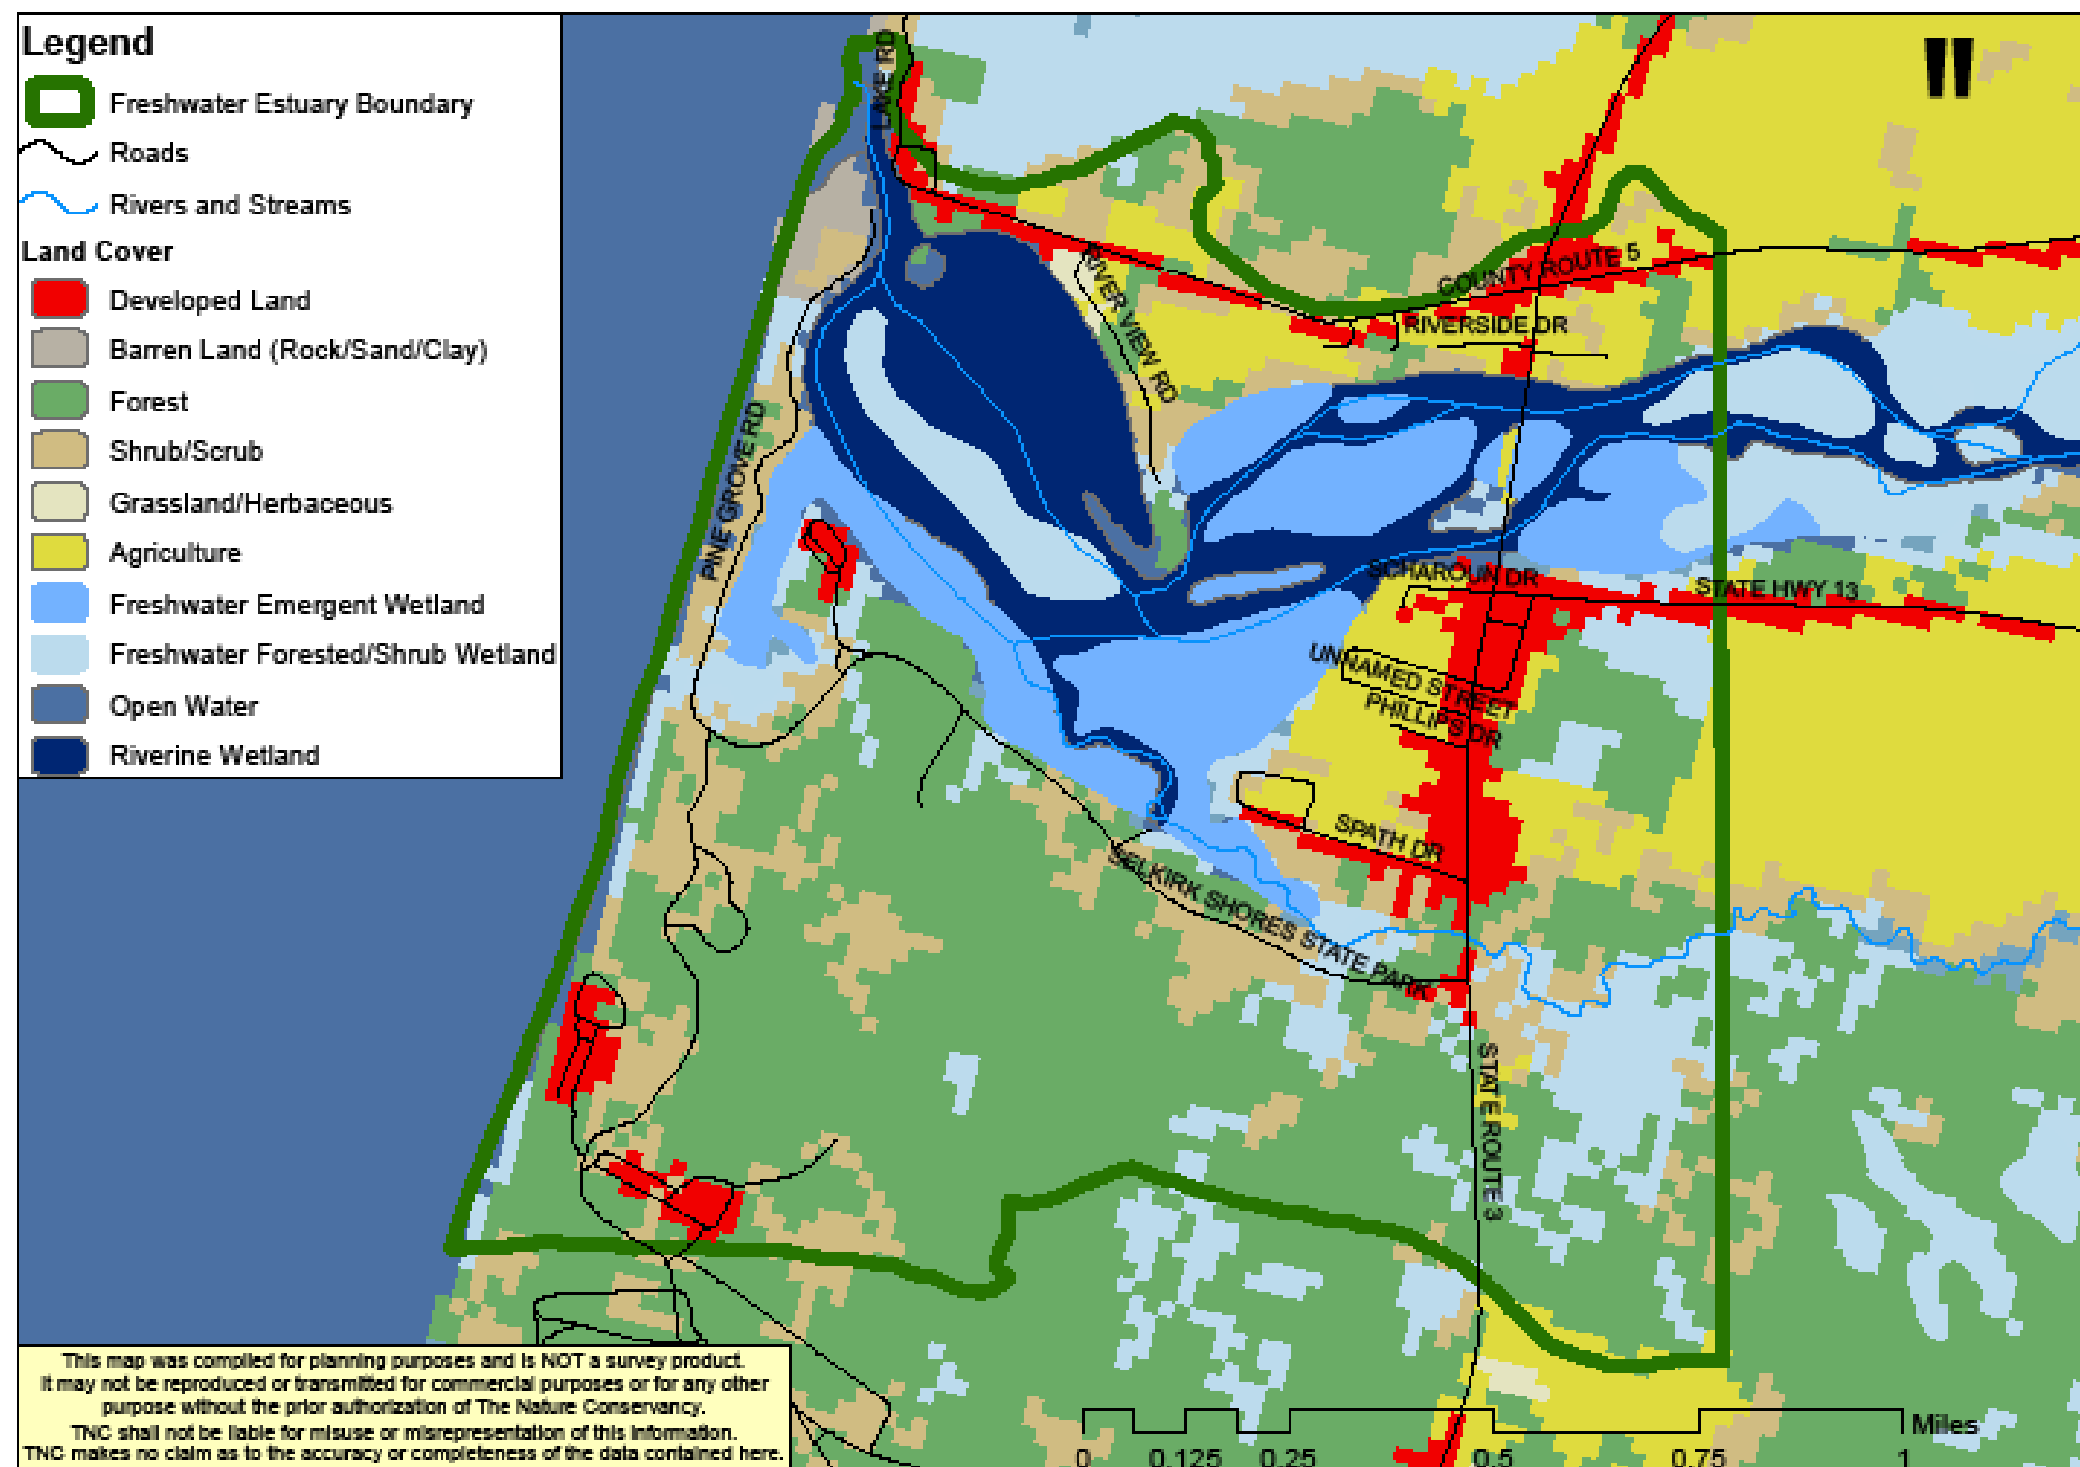 Legend
Freshwater Estuary Boundary
Roads
Rivers and Streams
Land Cover
Developed Land
Barren Land (Rock/Sand/Clay)
Forest
Shrub/Scrub
Grassland/Herbaceous
Agriculture
Freshwater Emergent Wetland
Freshwater Forested/Shrub Wetland
Open Water
Riverine Wetland
LAKE RD
"
RIVER VIEW RD
COUNTY ROUTE 5
RIVERSIDE DR
PINE GROVE RD
SCHAROUN DR
STATE HWY 13
UNNAMED STREET
PHILLIPS DR
SPATH DR
SELKIRK SHORES STATE PARK
STATE ROUTE 3
This map was compiled for planning purposes and is NOT a survey product.
It may not be reproduced or transmitted for commercial purposes or for any other
purpose without the prior authorization of The Nature Conservancy.
TNC shall not be liable for misuse or misrepresentation of this information.
TNC makes no claim as to the accuracy or completeness of the data contained here.
Miles
0 0.125 0.25 0.5 0.75 1